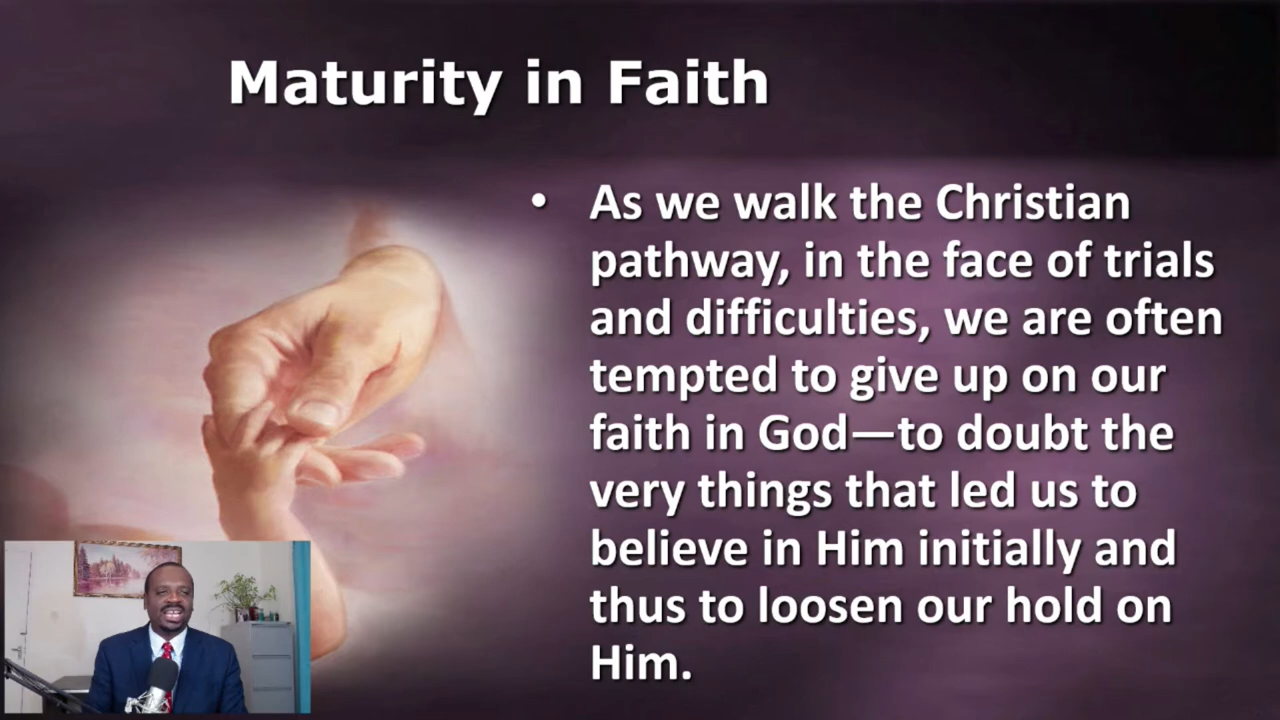 Maturity in Faith
• As we walk the Christian
pathway, in the face of trials
and difficulties, we are often
tempted to give up on our
faith in God—to doubt the
very things that led us to
believe in Him initially and
thus to loosen our hold on
Him.